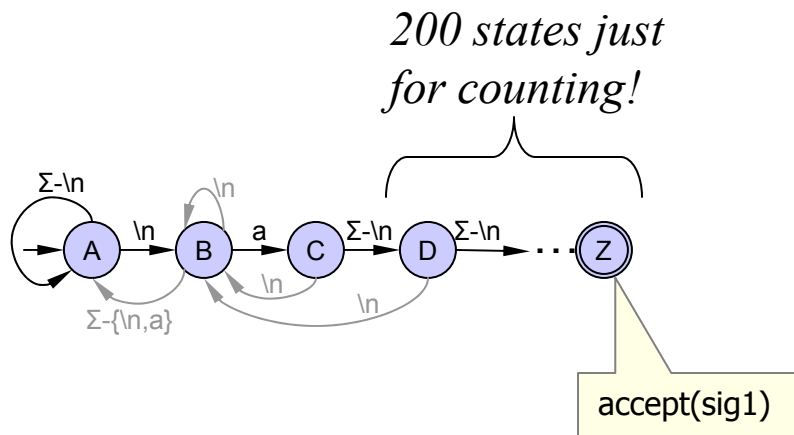 200 states just
for counting!
Σ-\n
\n
A
\n
B
a
C
Σ-\n
D
Σ-\n
...
Z
\n
\n
Σ-{\n,a}
accept(sig1)